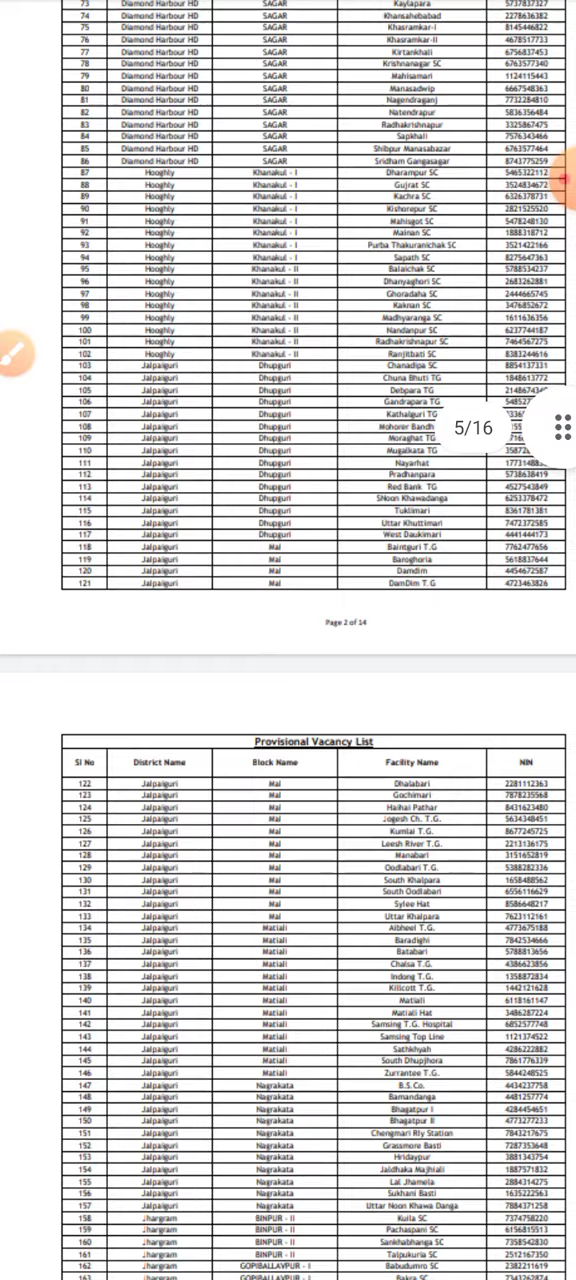 73 Diamond Harbour HD SAGAR Kaylapara 5737837327
74 Diamond Harbour HD SAGAR Khansahebabad 2278636382
75 Diamond Harbour HD SAGAR Khasramkar-I 8145446822
76 Diamond Harbour HD SAGAR Khasramkar-II 4678517733
77 Diamond Harbour HD SAGAR Kirtankhali 6756837453
78 Diamond Harbour HD SAGAR Krishnanagar SC 6763577340
79 Diamond Harbour HD SAGAR Mahisamari 1124115443
80 Diamond Harbour HD SAGAR Manasadwip 6667548363
81 Diamond Harbour HD SAGAR Nagendraganj 7732284810
82 Diamond Harbour HD SAGAR Natendrapur 5836356484
83 Diamond Harbour HD SAGAR Radhakrishnapur 3325867475
84 Diamond Harbour HD SAGAR Sapkhali 7576343466
85 Diamond Harbour HD SAGAR Shibpur Manasabazar 6763577464
86 Diamond Harbour HD SAGAR Sridham Gangasagar 8743775259
87 Hooghly Khanakul - I Dharampur SC 5465322112
88 Hooghly Khanakul - I Gujrat SC 3524834672
89 Hooghly Khanakul - I Kachra SC 6326378731
90 Hooghly Khanakul - I Kishorepur SC 2821525520
91 Hooghly Khanakul - I Mahisgot SC 5478248130
92 Hooghly Khanakul - I Mainan SC 1888318712
93 Hooghly Khanakul - I Purba Thakuranichak SC 3521422166
94 Hooghly Khanakul - I Sapath SC 8275647363
95 Hooghly Khanakul - II Balaichak SC 5788534237
96 Hooghly Khanakul - II Dhanyaghori SC 2683262881
97 Hooghly Khanakul - II Ghoradaha SC 2444665745
98 Hooghly Khanakul - II Kaknan SC 3476852672
99 Hooghly Khanakul - II Madhyaranga SC 1611636356
100 Hooghly Khanakul - II Nandanpur SC 6237744187
101 Hooghly Khanakul - II Radhakrishnapur SC 7464567275
102 Hooghly Khanakul - II Ranjitbati SC 8383244616
103 Jalpaiguri Dhupguri Chanadipa SC 8854137331
104 Jalpaiguri Dhupguri Chuna Bhuti TG 1848613772
105 Jalpaiguri Dhupguri Debpara TG
106 Jalpaiguri Dhupguri Gandrapara TG
107 Jalpaiguri Dhupguri Kathalguri TG
108 Jalpaiguri Dhupguri Mohorer Bandh
109 Jalpaiguri Dhupguri Moraghat TG
5/16
110 Jalpaiguri Dhupguri Mugalkata TG
111 Jalpaiguri Dhupguri Nayarhat
112 Jalpaiguri Dhupguri Pradhanpara 5738638419
113 Jalpaiguri Dhupguri Red Bank TG 4527543849
114 Jalpaiguri Dhupguri SNoon Khawadanga 6253378472
115 Jalpaiguri Dhupguri Tuklimari 8361781381
116 Jalpaiguri Dhupguri Uttar Khuttimari 7472372585
117 Jalpaiguri Dhupguri West Daukimari 4441444173
118 Jalpaiguri Mal Baintguri T.G 7762477656
119 Jalpaiguri Mal Baroghoria 5618837644
120 Jalpaiguri Mal Damdim 4454672587
121 Jalpaiguri Mal DamDim T.G 4723463826
Page 2 of 14
Provisional Vacancy List
Sl No District Name Block Name Facility Name NIN
122 Jalpaiguri Mal Dhalabari 2281112363
123 Jalpaiguri Mal Gochimari 7878235568
124 Jalpaiguri Mal Haihai Pathar 8431623480
125 Jalpaiguri Mal Jogesh Ch. T.G. 5634348451
126 Jalpaiguri Mal Kumlai T.G. 8677245725
127 Jalpaiguri Mal Leesh River T.G. 2213136175
128 Jalpaiguri Mal Manabari 3151652819
129 Jalpaiguri Mal Oodlabari T.G. 5388282336
130 Jalpaiguri Mal South Khalpara 1658488562
131 Jalpaiguri Mal South Oodlabari 6556116629
132 Jalpaiguri Mal Sylee Hat 8586648217
133 Jalpaiguri Mal Uttar Khalpara 7623112161
134 Jalpaiguri Matiali Aibheel T.G. 4773675188
135 Jalpaiguri Matiali Baradighi 7842534666
136 Jalpaiguri Matiali Batabari 5788813656
137 Jalpaiguri Matiali Chalsa T.G. 4386623856
138 Jalpaiguri Matiali Indong T.G. 1358872834
139 Jalpaiguri Matiali Killcott T.G. 1442121628
140 Jalpaiguri Matiali Matiali 6118161147
141 Jalpaiguri Matiali Matiali Hat 3486287224
142 Jalpaiguri Matiali Samsing T.G. Hospital 6852577748
143 Jalpaiguri Matiali Samsing Top Line 1121374522
144 Jalpaiguri Matiali Sathkhyah 4286222882
145 Jalpaiguri Matiali South Dhupjhora 7861776339
146 Jalpaiguri Matiali Zurrantee T.G. 5844248525
147 Jalpaiguri Nagrakata B.S.Co. 4434237758
148 Jalpaiguri Nagrakata Bamandanga 4481257774
149 Jalpaiguri Nagrakata Bhagatpur I 4284454651
150 Jalpaiguri Nagrakata Bhagatpur II 4773277233
151 Jalpaiguri Nagrakata Chengmari Rly Station 7843217675
152 Jalpaiguri Nagrakata Grassmore Basti 7287353648
153 Jalpaiguri Nagrakata Hridaypur 3881343754
154 Jalpaiguri Nagrakata Jaldhaka Majhiali 1887571832
155 Jalpaiguri Nagrakata Lal Jhamela 2884314275
156 Jalpaiguri Nagrakata Sukhani Basti 1635222563
157 Jalpaiguri Nagrakata Uttar Noon Khawa Danga 7884371258
158 Jhargram BINPUR - II Kuila SC 7374758220
159 Jhargram BINPUR - II Pachaspani SC 6156815513
160 Jhargram BINPUR - II Sankhabhanga SC 7358542830
161 Jhargram BINPUR - II Talpukuria SC 2512167350
162 Jhargram GOPIBALLAVPUR - I Babudumro SC 2382211619
163 Jhargram GOPIBALLAVPUR - I Bakra SC